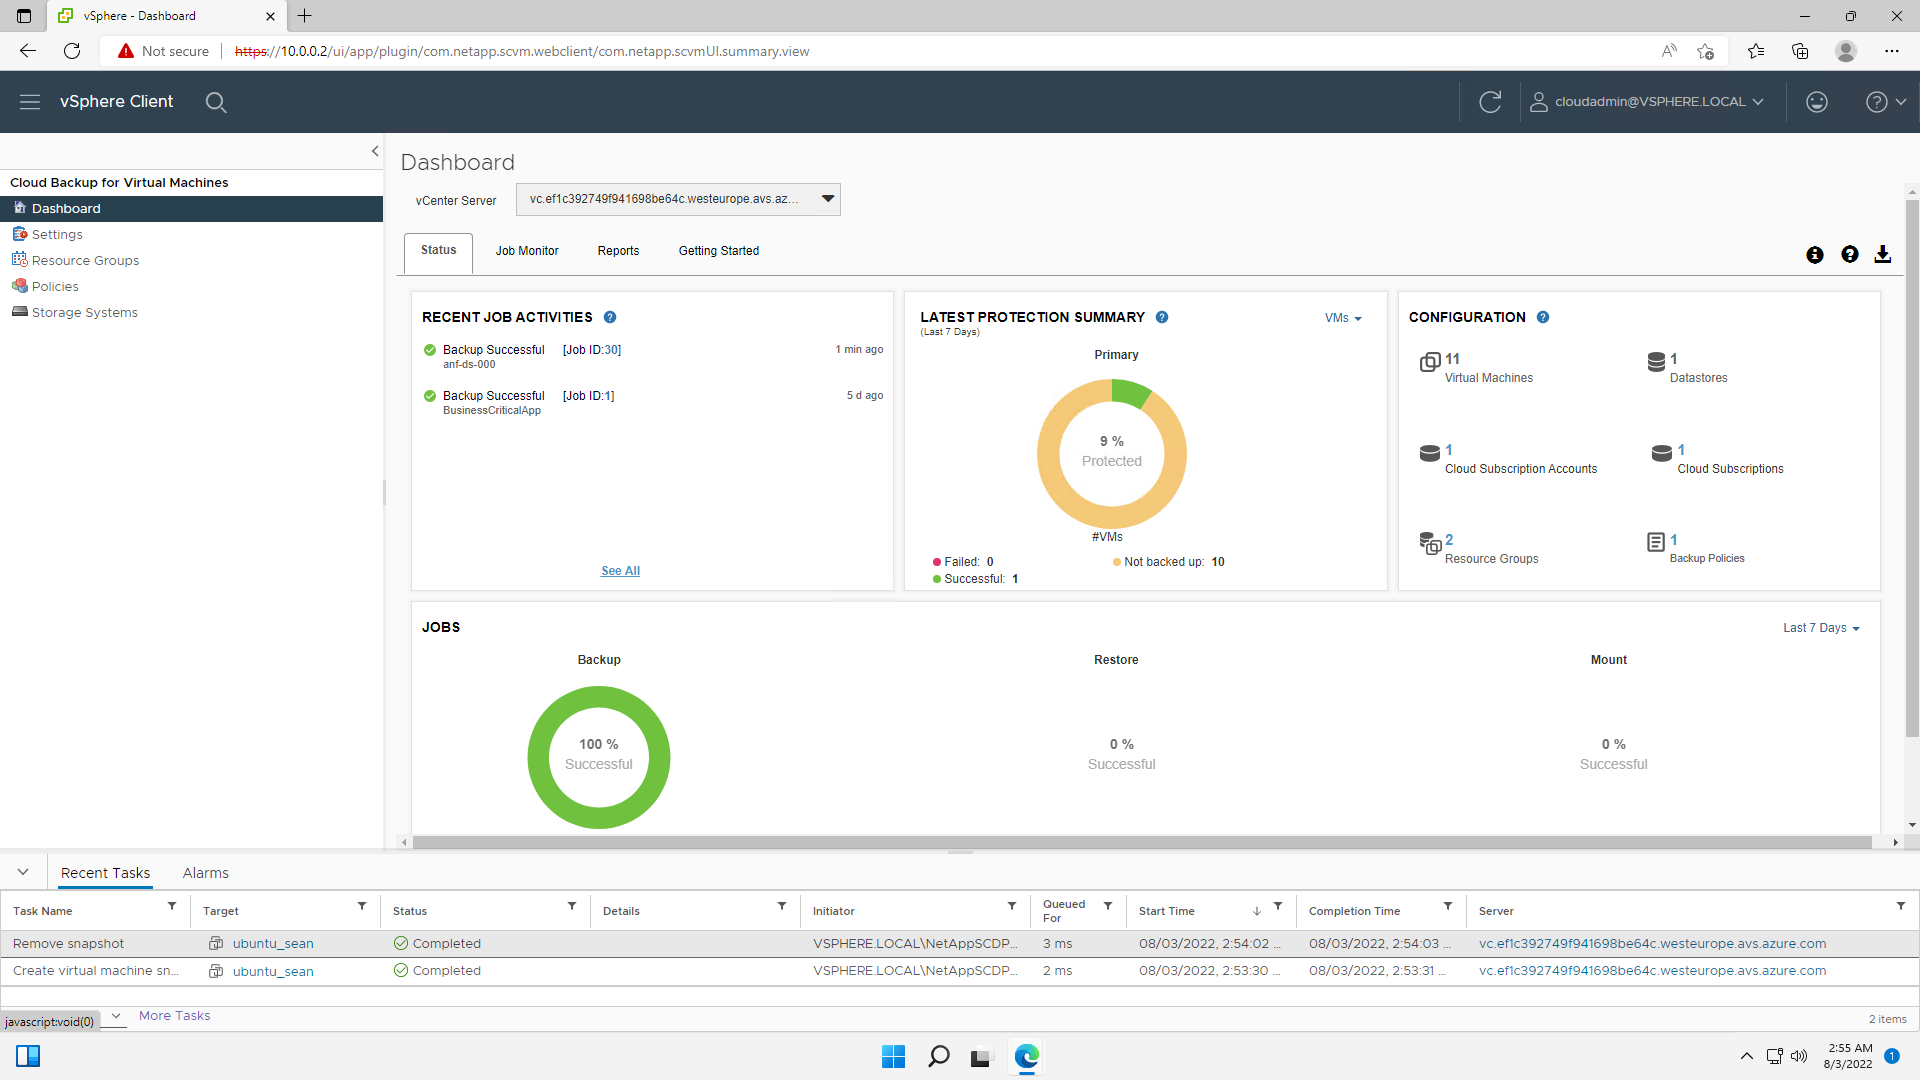 vSphere - Dashboard
Not secure
https://10.0.0.2/ui/app/plugin/com.netapp.scvm.webclient/com.netapp.scvmUI.summary.view
vSphere Client
cloudadmin@VSPHERE.LOCAL
Cloud Backup for Virtual Machines
Dashboard
Settings
Resource Groups
Policies
Storage Systems
Dashboard
vCenter Server
vc.ef1c392749f941698be64c.westeurope.avs.az...
Status
Job Monitor
Reports
Getting Started
RECENT JOB ACTIVITIES
Backup Successful [Job ID:30] 1 min ago
anf-ds-000
Backup Successful [Job ID:1] 5 d ago
BusinessCriticalApp
See All
LATEST PROTECTION SUMMARY
VMs
(Last 7 Days)
Primary
9 %
Protected
#VMs
Failed: 0
Not backed up: 10
Successful: 1
CONFIGURATION
11
Virtual Machines
1
Datastores
1
Cloud Subscription Accounts
1
Cloud Subscriptions
2
Resource Groups
1
Backup Policies
JOBS
Last 7 Days
Backup
Restore
Mount
100 %
Successful
0 %
Successful
0 %
Successful
Recent Tasks
Alarms
Task Name
Target
Status
Details
Initiator
Queued
For
Start Time
Completion Time
Server
Remove snapshot ubuntu_sean Completed VSPHERE.LOCAL\NetAppSCDP... 3 ms 08/03/2022, 2:54:02 ... 08/03/2022, 2:54:03 ... vc.ef1c392749f941698be64c.westeurope.avs.azure.com
Create virtual machine sn... ubuntu_sean Completed VSPHERE.LOCAL\NetAppSCDP... 2 ms 08/03/2022, 2:53:30 ... 08/03/2022, 2:53:31 ... vc.ef1c392749f941698be64c.westeurope.avs.azure.com
javascript:void(0)
More Tasks
2 items
2:55 AM
8/3/2022
1